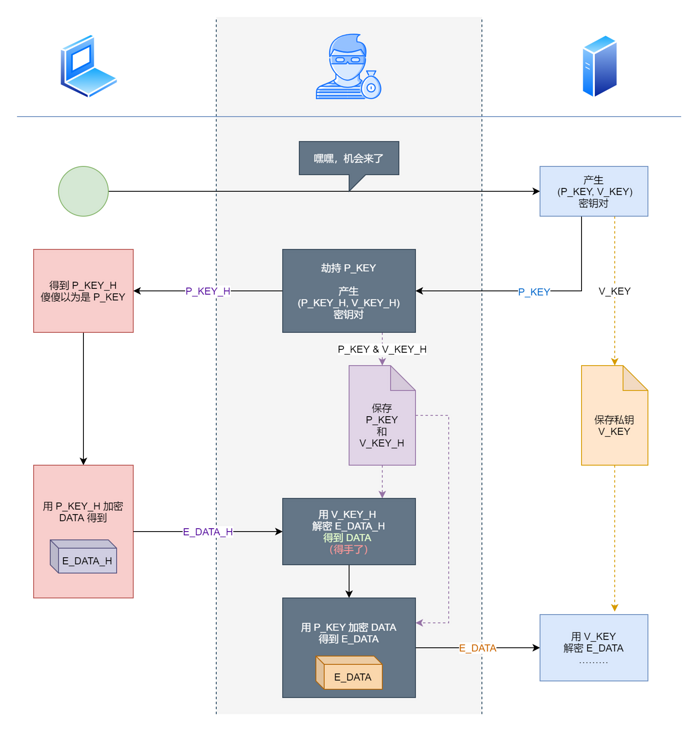 嘿嘿，机会来了
产生
(P_KEY, V_KEY)
密钥对
得到 P_KEY_H
傻傻以为是 P_KEY
P_KEY_H
劫持 P_KEY
产生
(P_KEY_H, V_KEY_H)
密钥对
P_KEY
V_KEY
P_KEY & V_KEY_H
保存
P_KEY
和
V_KEY_H
保存私钥
V_KEY
用 P_KEY_H 加密
DATA 得到
E_DATA_H
E_DATA_H
用 V_KEY_H
解密 E_DATA_H
得到 DATA
（得手了）
用 P_KEY 加密 DATA
得到 E_DATA
E_DATA
E_DATA
用 V_KEY
解密 E_DATA
………